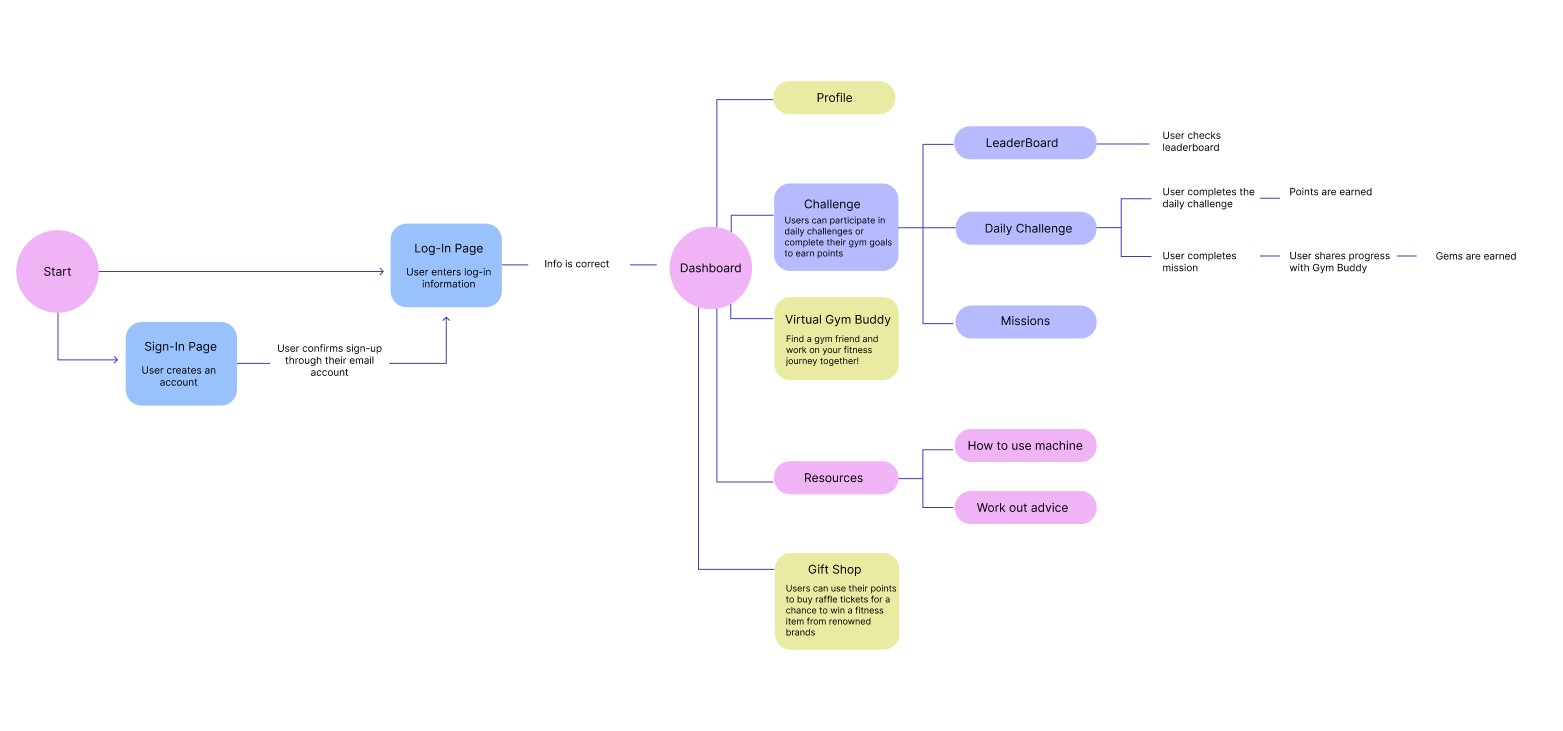 Start
Sign-In Page
User creates an
account
User confirms sign-up
through their email
account
Log-In Page
User enters log-in
information
Info is correct
Dashboard
Profile
Challenge
Users can participate in
daily challenges or
complete their gym goals
to earn points
LeaderBoard
User checks
leaderboard
Daily Challenge
User completes the
daily challenge
Points are earned
User completes
mission
User shares progress
with Gym Buddy
Gems are earned
Missions
Virtual Gym Buddy
Find a gym friend and
work on your fitness
journey together!
Resources
How to use machine
Work out advice
Gift Shop
Users can use their points
to buy raffle tickets for a
chance to win a fitness
item from renowned
brands